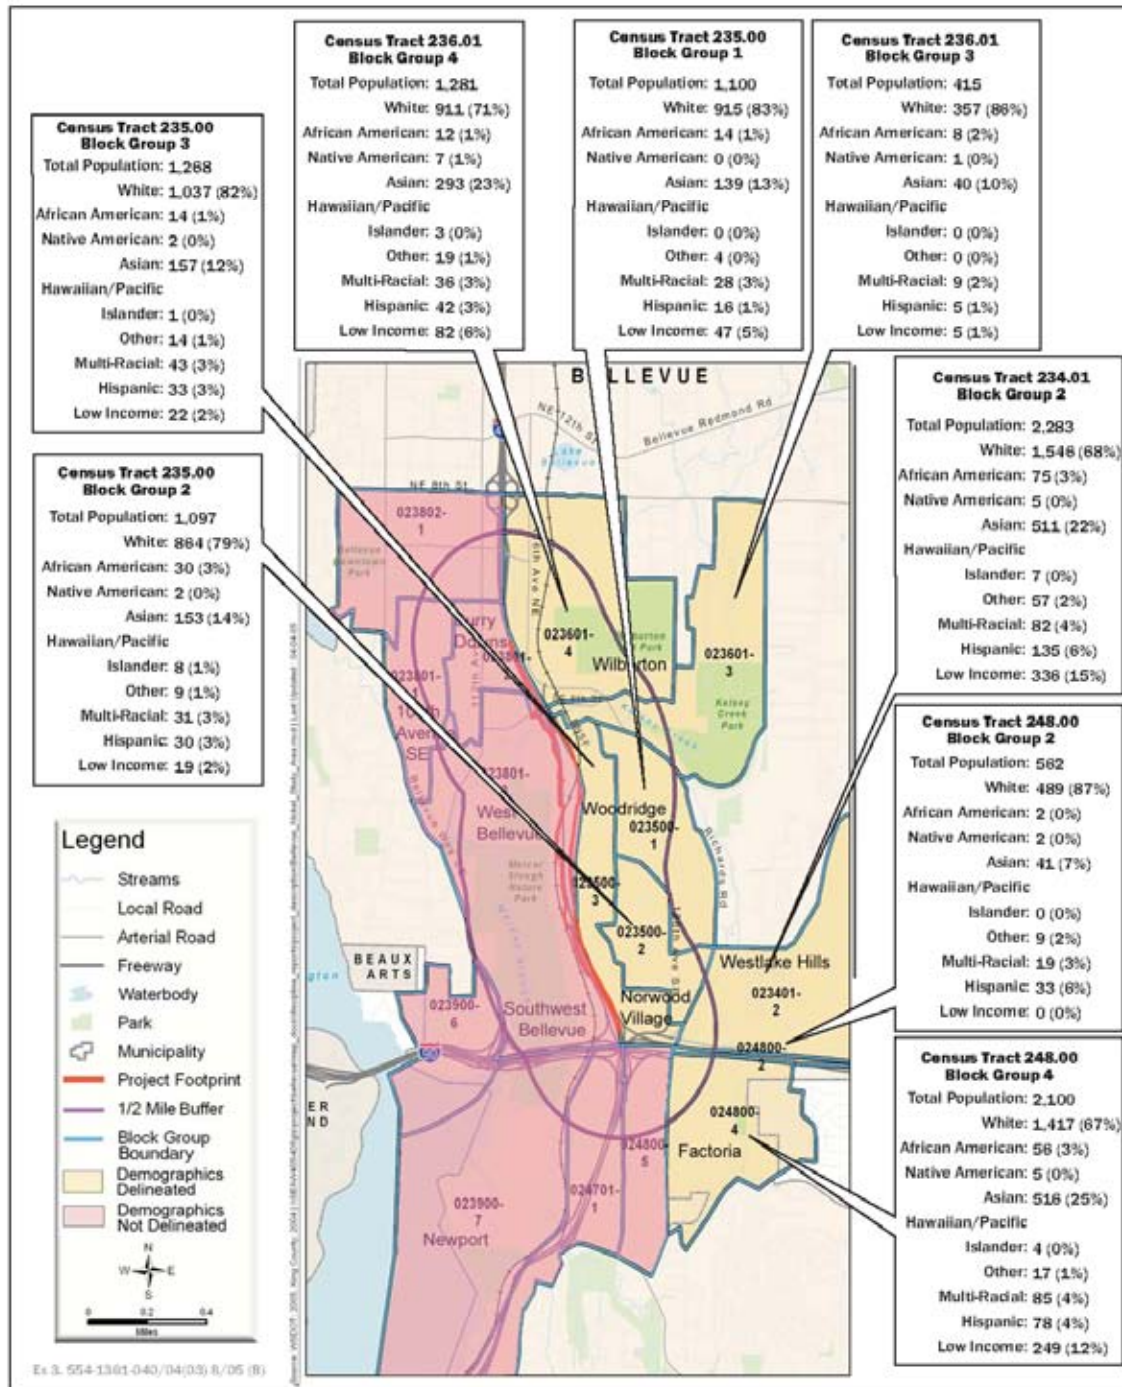 Census Tract 236.01
Block Group 4
Total Population: 1,281
White: 911 (71%)
African American: 12 (1%)
Native American: 7 (1%)
Asian: 293 (23%)
Hawaiian/Pacific
Islander: 3 (0%)
Other: 19 (1%)
Multi-Racial: 36 (3%)
Hispanic: 42 (3%)
Low Income: 82 (6%)
Census Tract 235.00
Block Group 1
Total Population: 1,100
White: 915 (83%)
African American: 14 (1%)
Native American: 0 (0%)
Asian: 139 (13%)
Hawaiian/Pacific
Islander: 0 (0%)
Other: 4 (0%)
Multi-Racial: 28 (3%)
Hispanic: 16 (1%)
Low Income: 47 (5%)
Census Tract 236.01
Block Group 3
Total Population: 415
White: 357 (86%)
African American: 8 (2%)
Native American: 1 (0%)
Asian: 40 (10%)
Hawaiian/Pacific
Islander: 0 (0%)
Other: 0 (0%)
Multi-Racial: 9 (2%)
Hispanic: 5 (1%)
Low Income: 5 (1%)
Census Tract 235.00
Block Group 3
Total Population: 1,268
White: 1,037 (82%)
African American: 14 (1%)
Native American: 2 (0%)
Asian: 157 (12%)
Hawaiian/Pacific
Islander: 1 (0%)
Other: 14 (1%)
Multi-Racial: 43 (3%)
Hispanic: 33 (3%)
Low Income: 22 (2%)
Census Tract 235.00
Block Group 2
Total Population: 1,097
White: 864 (79%)
African American: 30 (3%)
Native American: 2 (0%)
Asian: 153 (14%)
Hawaiian/Pacific
Islander: 8 (1%)
Other: 9 (1%)
Multi-Racial: 31 (3%)
Hispanic: 30 (3%)
Low Income: 19 (2%)
Census Tract 234.01
Block Group 2
Total Population: 2,283
White: 1,546 (68%)
African American: 75 (3%)
Native American: 5 (0%)
Asian: 511 (22%)
Hawaiian/Pacific
Islander: 7 (0%)
Other: 57 (2%)
Multi-Racial: 82 (4%)
Hispanic: 135 (6%)
Low Income: 336 (15%)
Census Tract 248.00
Block Group 2
Total Population: 562
White: 489 (87%)
African American: 2 (0%)
Native American: 2 (0%)
Asian: 41 (7%)
Hawaiian/Pacific
Islander: 0 (0%)
Other: 9 (2%)
Multi-Racial: 19 (3%)
Hispanic: 33 (6%)
Low Income: 0 (0%)
Census Tract 248.00
Block Group 4
Total Population: 2,100
White: 1,417 (67%)
African American: 56 (3%)
Native American: 5 (0%)
Asian: 516 (25%)
Hawaiian/Pacific
Islander: 4 (0%)
Other: 17 (1%)
Multi-Racial: 85 (4%)
Hispanic: 78 (4%)
Low Income: 249 (12%)
BELLEVUE
NE 12th St
Bellevue Redmond Rd
Lake
Bellevue
NE 8th St
023802-
1
Bellevue
Downtown
Park
023601-
4
Wilburton
023601-
3
Kelsey
Creek
Park
023801-
1
SE
023801-
West
Bellevue
Mercer
Slough
Nature
Park
Woodridge
023500-
1
Richards Rd
3
023500-
2
BEAUX
ARTS
Westlake Hills
023401-
2
023900-
6
Southwest
Bellevue
Norwood
Village
024800-
2
024800-
4
Factoria
024800-
5
024701-
1
023900-
7
Newport
Legend
Streams
Local Road
Arterial Road
Freeway
Waterbody
Park
Municipality
Project Footprint
1/2 Mile Buffer
Block Group
Boundary
Demographics
Delineated
Demographics
Not Delineated
N
W E
S
0 0.2 0.4
Miles
Ex 3. 554-1381-040/04(03) 8/05 (B)